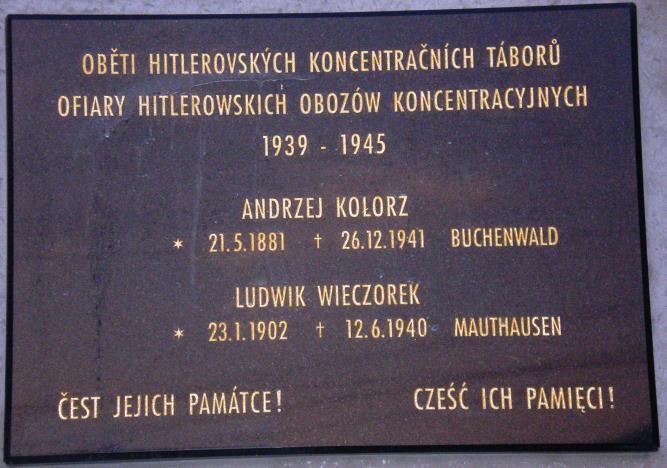 OBĚTI HITLEROVSKÝCH KONCENTRAČNÍCH TÁBORŮ
OFIARY HITLEROWSKICH OBOZÓW KONCENTRACYJNYCH
1939 - 1945
ANDRZEJ KOŁORZ
* 21.5.1881 † 26.12.1941 BUCHENWALD
LUDWIK WIECZOREK
* 23.1.1902 † 12.6.1940 MAUTHAUSEN
ČEST JEJICH PAMÁTCE! CZEŚĆ ICH PAMIĘCI!